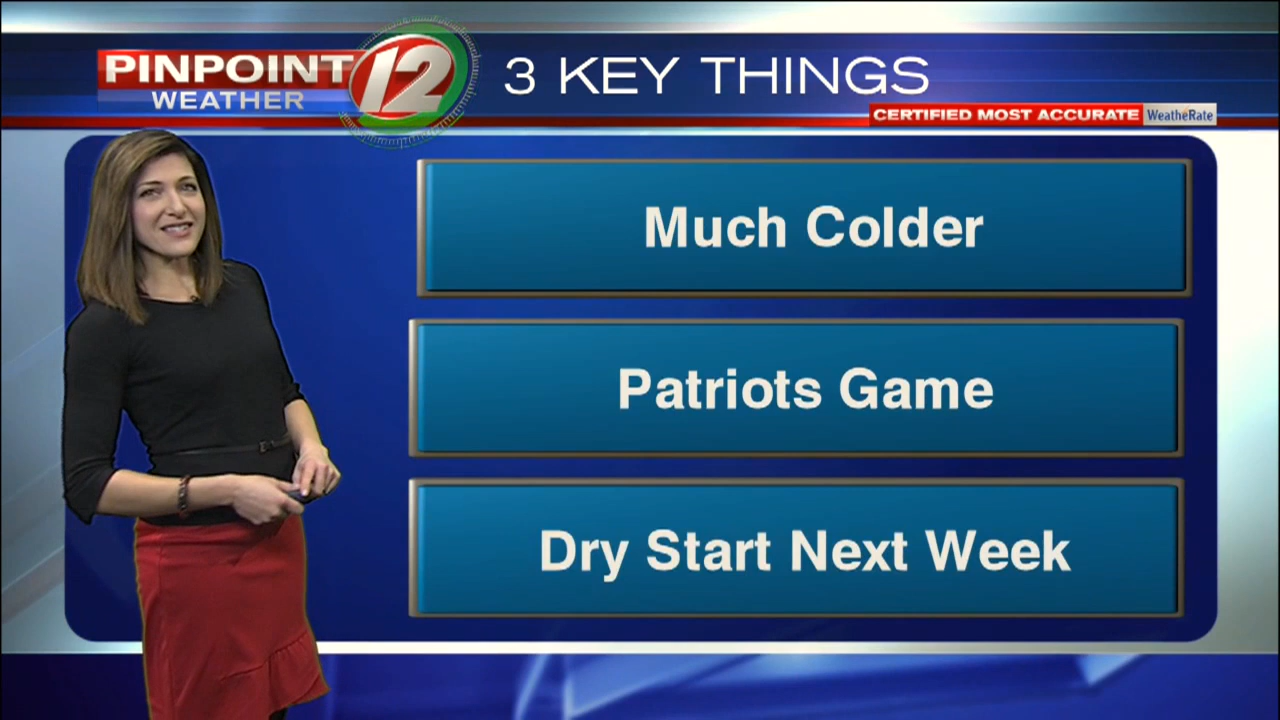 PINPOINT 12
WEATHER
3 KEY THINGS
CERTIFIED MOST ACCURATE WeatheRate
Much Colder
Patriots Game
Dry Start Next Week